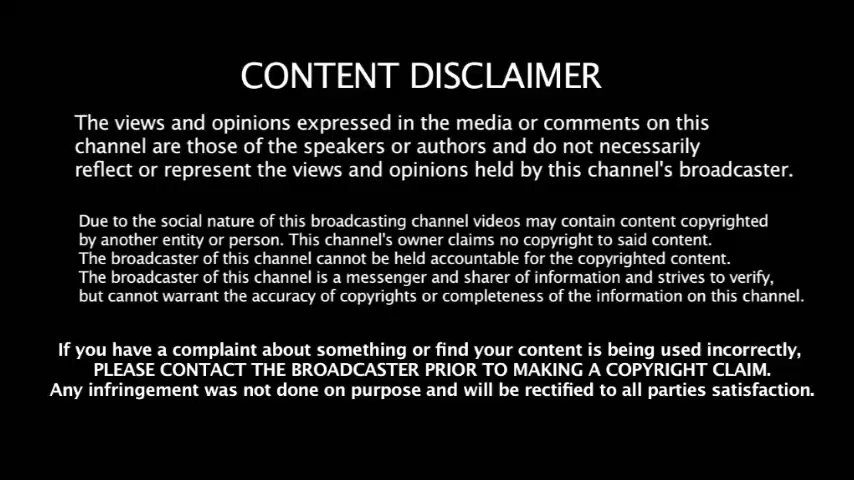 CONTENT DISCLAIMER
The views and opinions expressed in the media or comments on this
channel are those of the speakers or authors and do not necessarily
reflect or represent the views and opinions held by this channel's broadcaster.
Due to the social nature of this broadcasting channel videos may contain content copyrighted
by another entity or person. This channel's owner claims no copyright to said content.
The broadcaster of this channel cannot be held accountable for the copyrighted content.
The broadcaster of this channel is a messenger and sharer of information and strives to verify,
but cannot warrant the accuracy of copyrights or completeness of the information on this channel.
If you have a complaint about something or find your content is being used incorrectly,
PLEASE CONTACT THE BROADCASTER PRIOR TO MAKING A COPYRIGHT CLAIM.
Any infringement was not done on purpose and will be rectified to all parties satisfaction.